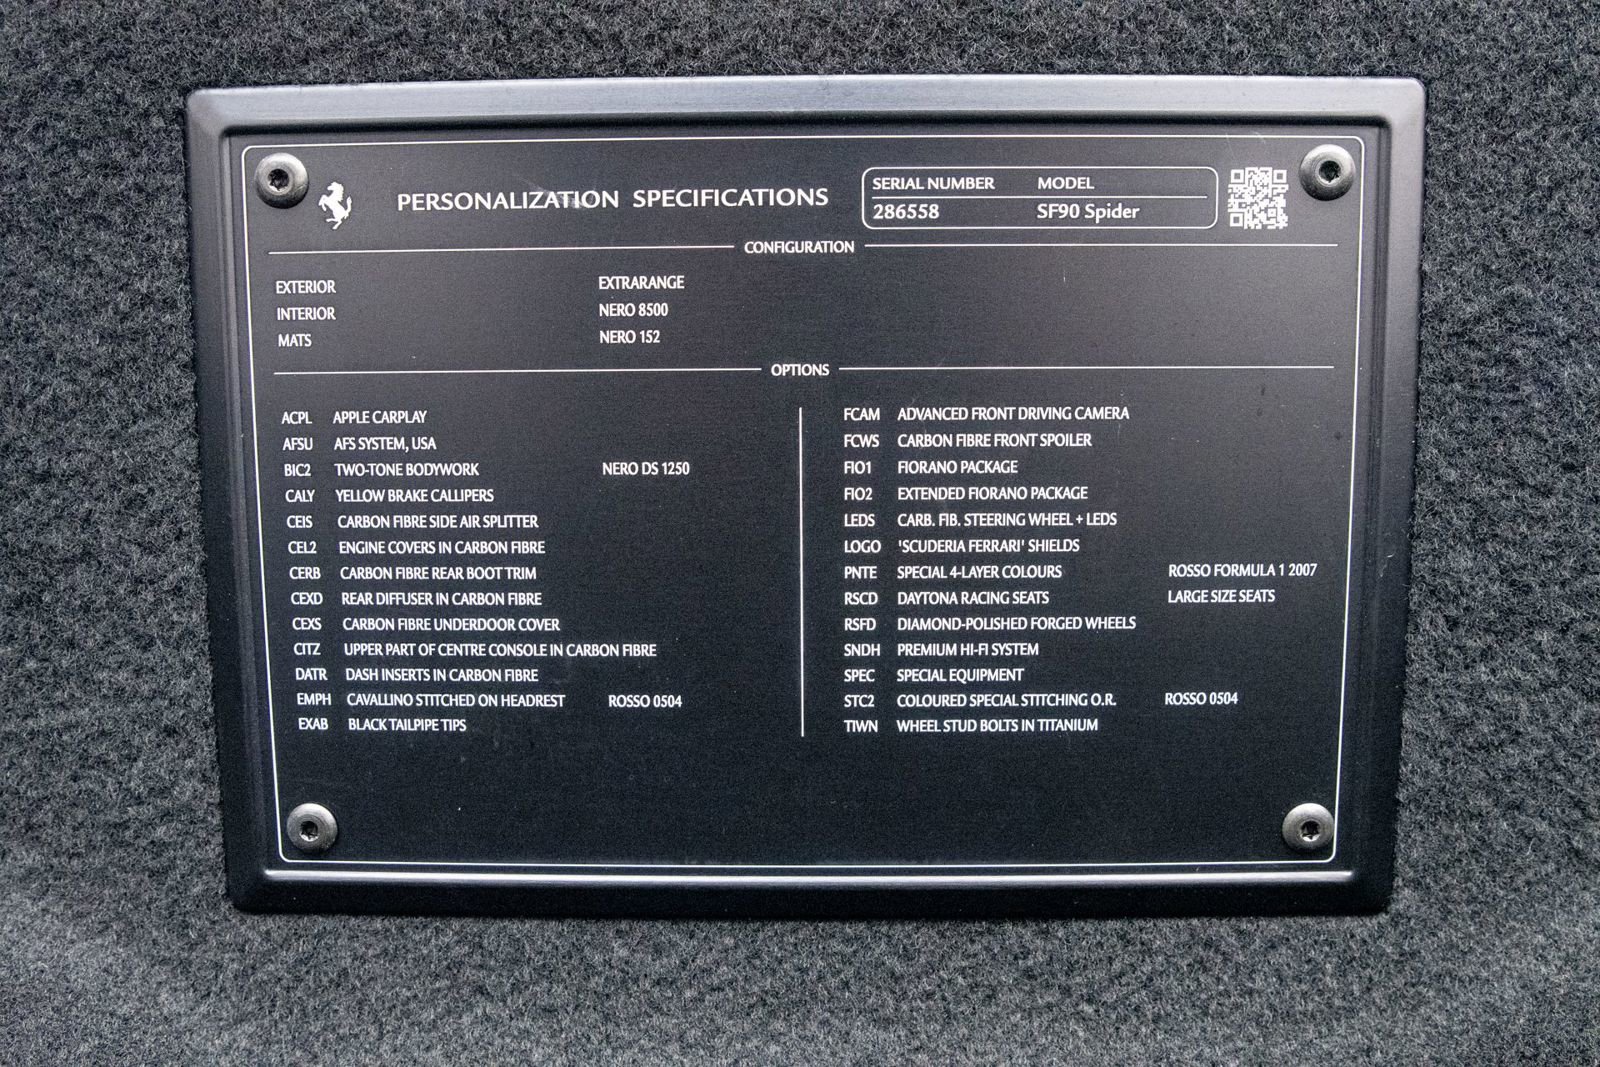 PERSONALIZATION SPECIFICATIONS
SERIAL NUMBER MODEL
286558 SF90 Spider
CONFIGURATION
EXTERIOR EXTRARANGE
INTERIOR NERO 8500
MATS NERO 152
OPTIONS
ACPL APPLE CARPLAY
AFSU AFS SYSTEM, USA
BIC2 TWO-TONE BODYWORK NERO DS 1250
CALY YELLOW BRAKE CALLIPERS
CEIS CARBON FIBRE SIDE AIR SPLITTER
CEL2 ENGINE COVERS IN CARBON FIBRE
CERB CARBON FIBRE REAR BOOT TRIM
CEXD REAR DIFFUSER IN CARBON FIBRE
CEXS CARBON FIBRE UNDERDOOR COVER
CITZ UPPER PART OF CENTRE CONSOLE IN CARBON FIBRE
DATR DASH INSERTS IN CARBON FIBRE
EMPH CAVALLINO STITCHED ON HEADREST ROSSO 0504
EXAB BLACK TAILPIPE TIPS
FCAM ADVANCED FRONT DRIVING CAMERA
FCWS CARBON FIBRE FRONT SPOILER
FIO1 FIORANO PACKAGE
FIO2 EXTENDED FIORANO PACKAGE
LEDS CARB. FIB. STEERING WHEEL + LEDS
LOGO 'SCUDERIA FERRARI' SHIELDS
PNTE SPECIAL 4-LAYER COLOURS ROSSO FORMULA 1 2007
RSCD DAYTONA RACING SEATS LARGE SIZE SEATS
RSFD DIAMOND-POLISHED FORGED WHEELS
SNDH PREMIUM HI-FI SYSTEM
SPEC SPECIAL EQUIPMENT
STC2 COLOURED SPECIAL STITCHING O.R. ROSSO 0504
TIWN WHEEL STUD BOLTS IN TITANIUM